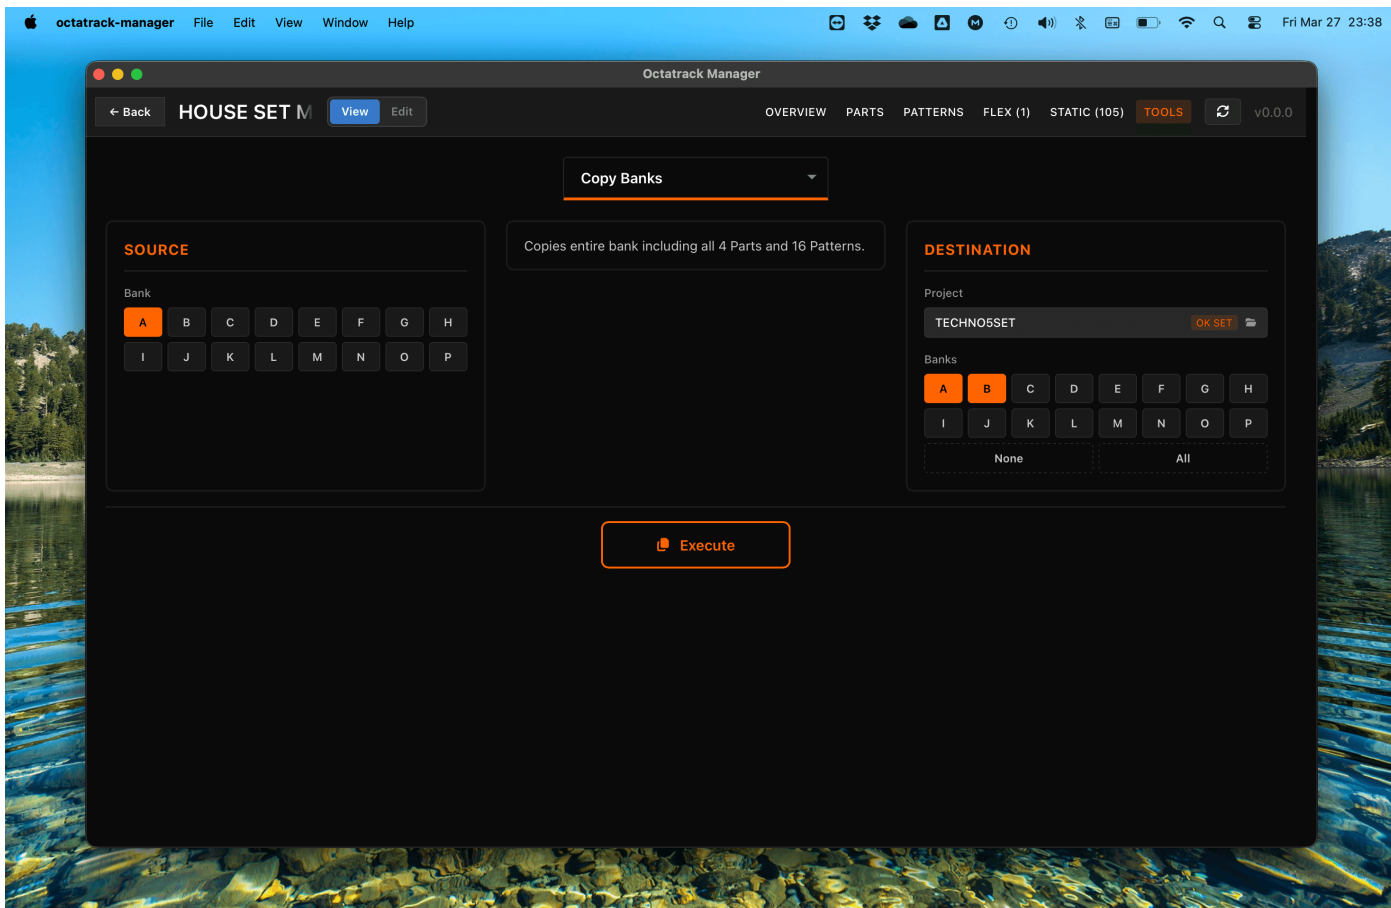 octatrack-manager File Edit View Window Help Fri Mar 27 23:38
Octatrack Manager
← Back HOUSE SET M View Edit OVERVIEW PARTS PATTERNS FLEX (1) STATIC (105) TOOLS v0.0.0
Copy Banks
SOURCE
Bank
A B C D E F G H
I J K L M N O P
Copies entire bank including all 4 Parts and 16 Patterns.
DESTINATION
Project
TECHNO5SET OK SET
Banks
A B C D E F G H
I J K L M N O P
None All
Execute